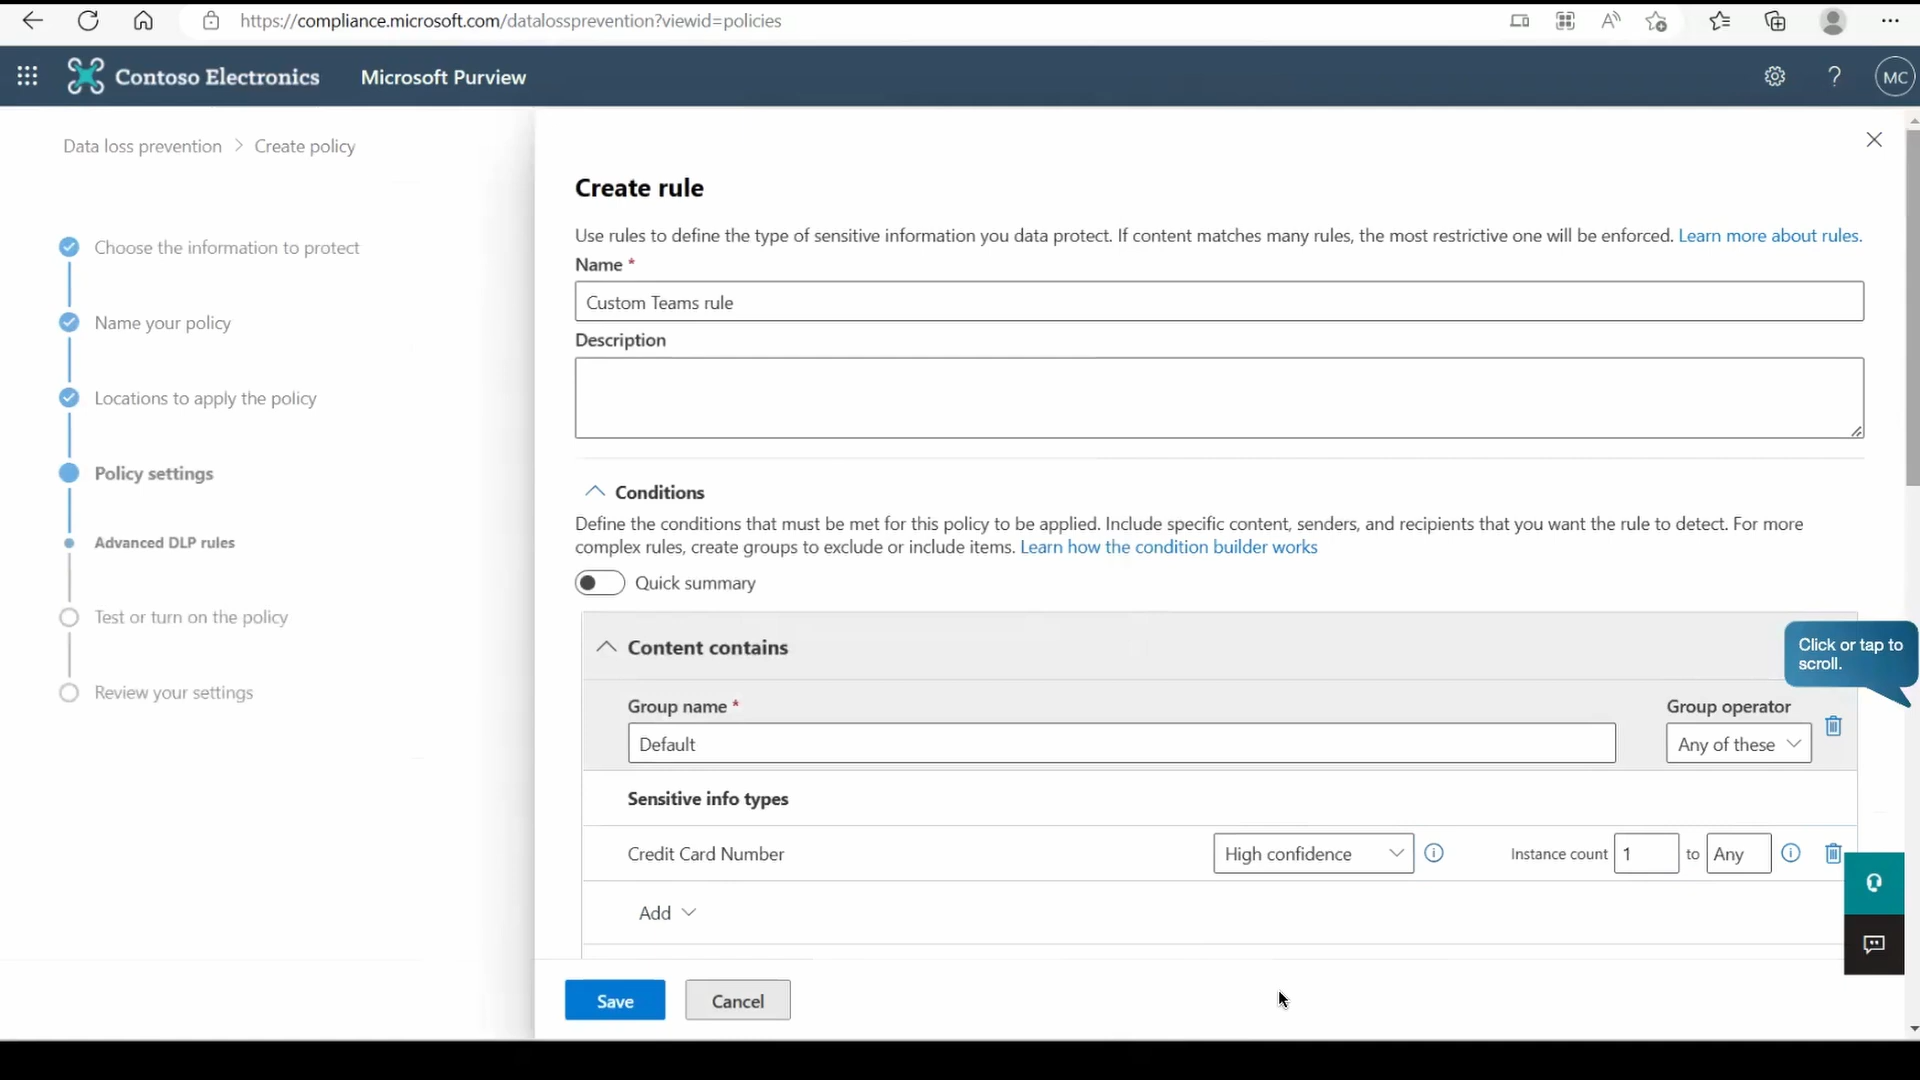 https://compliance.microsoft.com/datalossprevention?viewid=policies
Contoso Electronics
Microsoft Purview
?
MC
Data loss prevention > Create policy
Choose the information to protect
Name your policy
Locations to apply the policy
Policy settings
Advanced DLP rules
Test or turn on the policy
Review your settings
Create rule
Use rules to define the type of sensitive information you data protect. If content matches many rules, the most restrictive one will be enforced. Learn more about rules.
Name *
Custom Teams rule
Description
Conditions
Define the conditions that must be met for this policy to be applied. Include specific content, senders, and recipients that you want the rule to detect. For more
complex rules, create groups to exclude or include items. Learn how the condition builder works
Quick summary
Content contains
Click or tap to
scroll.
Group name *
Group operator
Default
Any of these
Sensitive info types
Credit Card Number
High confidence
Instance count 1 to Any
Add
Save
Cancel